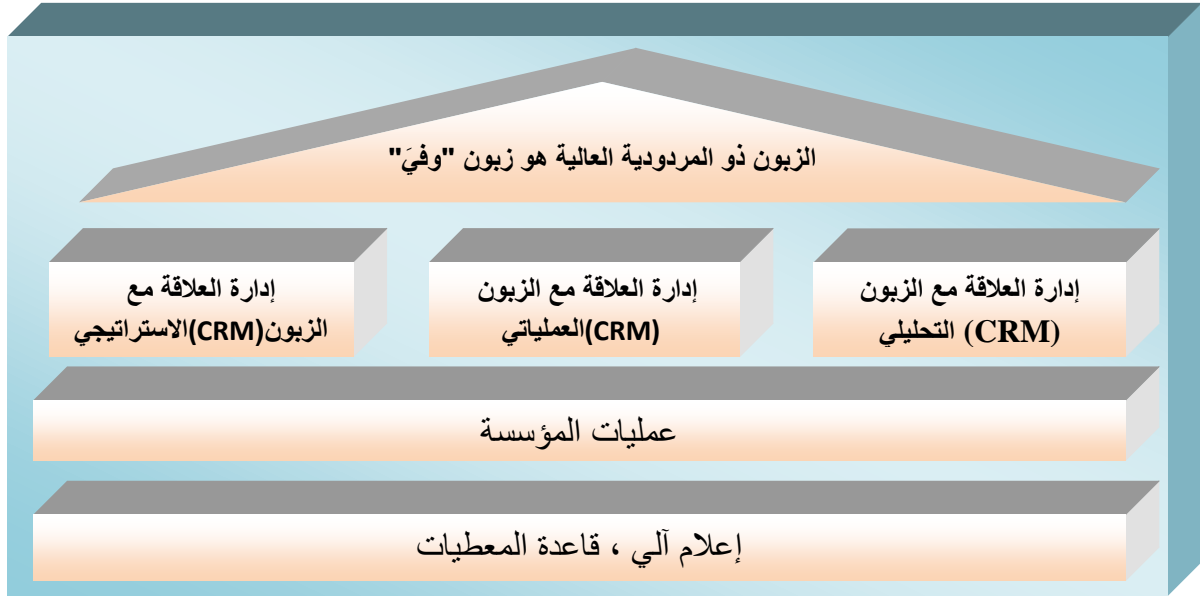 الزبون ذو المردودية العالية هو زبون "وفيَ"
إدارة العلاقة مع الزبون
(CRM) التحليلي
إدارة العلاقة مع الزبون
(CRM)العملياتي
إدارة العلاقة مع
الزبون(CRM)الاستراتيجي
عمليات المؤسسة
إعلام آلي ، قاعدة المعطيات